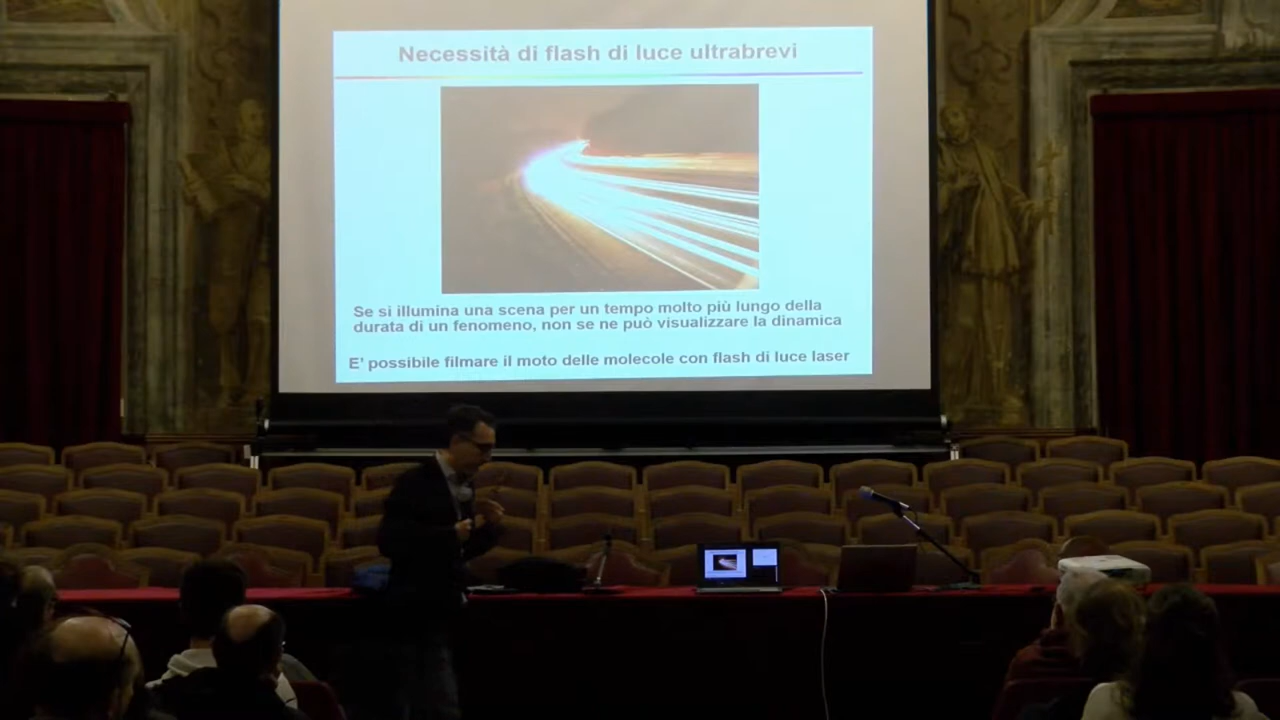 Necessità di flash di luce ultrabrevi
Se si illumina una scena per un tempo molto più lungo della
durata di un fenomeno, non se ne può visualizzare la dinamica
E' possibile filmare il moto delle molecole con flash di luce laser